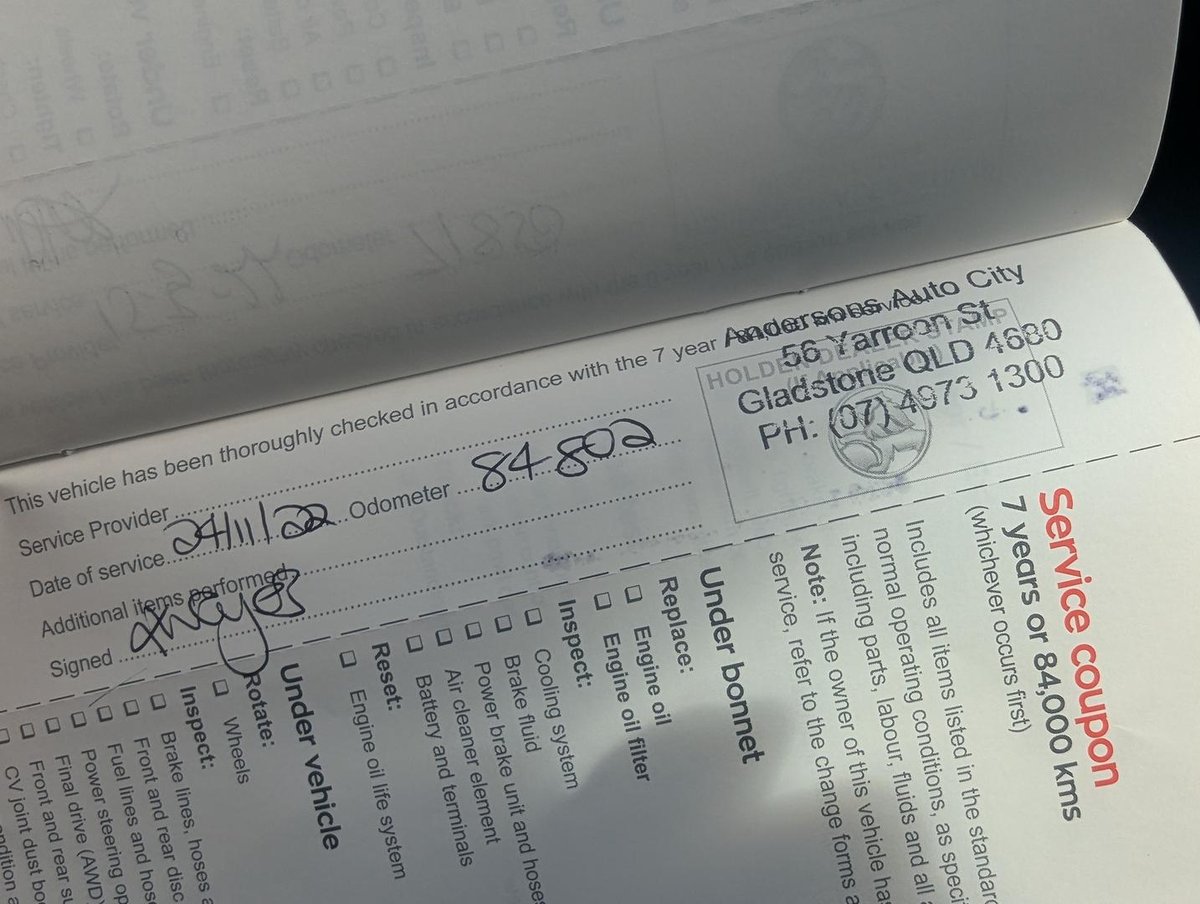 This vehicle has been thoroughly checked in accordance with the 7 year
Service Provider
Date of service 24/11/22 Odometer 84802
Additional items performed
Signed
HOLDEN DEALER STAMP
Andersons Auto City
56 Yarroon St
Gladstone QLD 4680
PH: (07) 4973 1300
Service coupon
7 years or 84,000 kms
(whichever occurs first)
Includes all items listed in the standard
normal operating conditions, as speci
including parts, labour, fluids and all
Note: If the owner of this vehicle has
service, refer to the change forms a
Under bonnet
Replace:
Engine oil
Engine oil filter
Inspect:
Cooling system
Brake fluid
Power brake unit and hoses
Air cleaner element
Battery and terminals
Reset:
Engine oil life system
Under vehicle
Rotate:
Wheels
Inspect:
Brake lines, hoses a
Front and rear disc
Fuel lines and hose
Power steering op
Final drive (AWD)
Front and rear su
CV joint dust bo